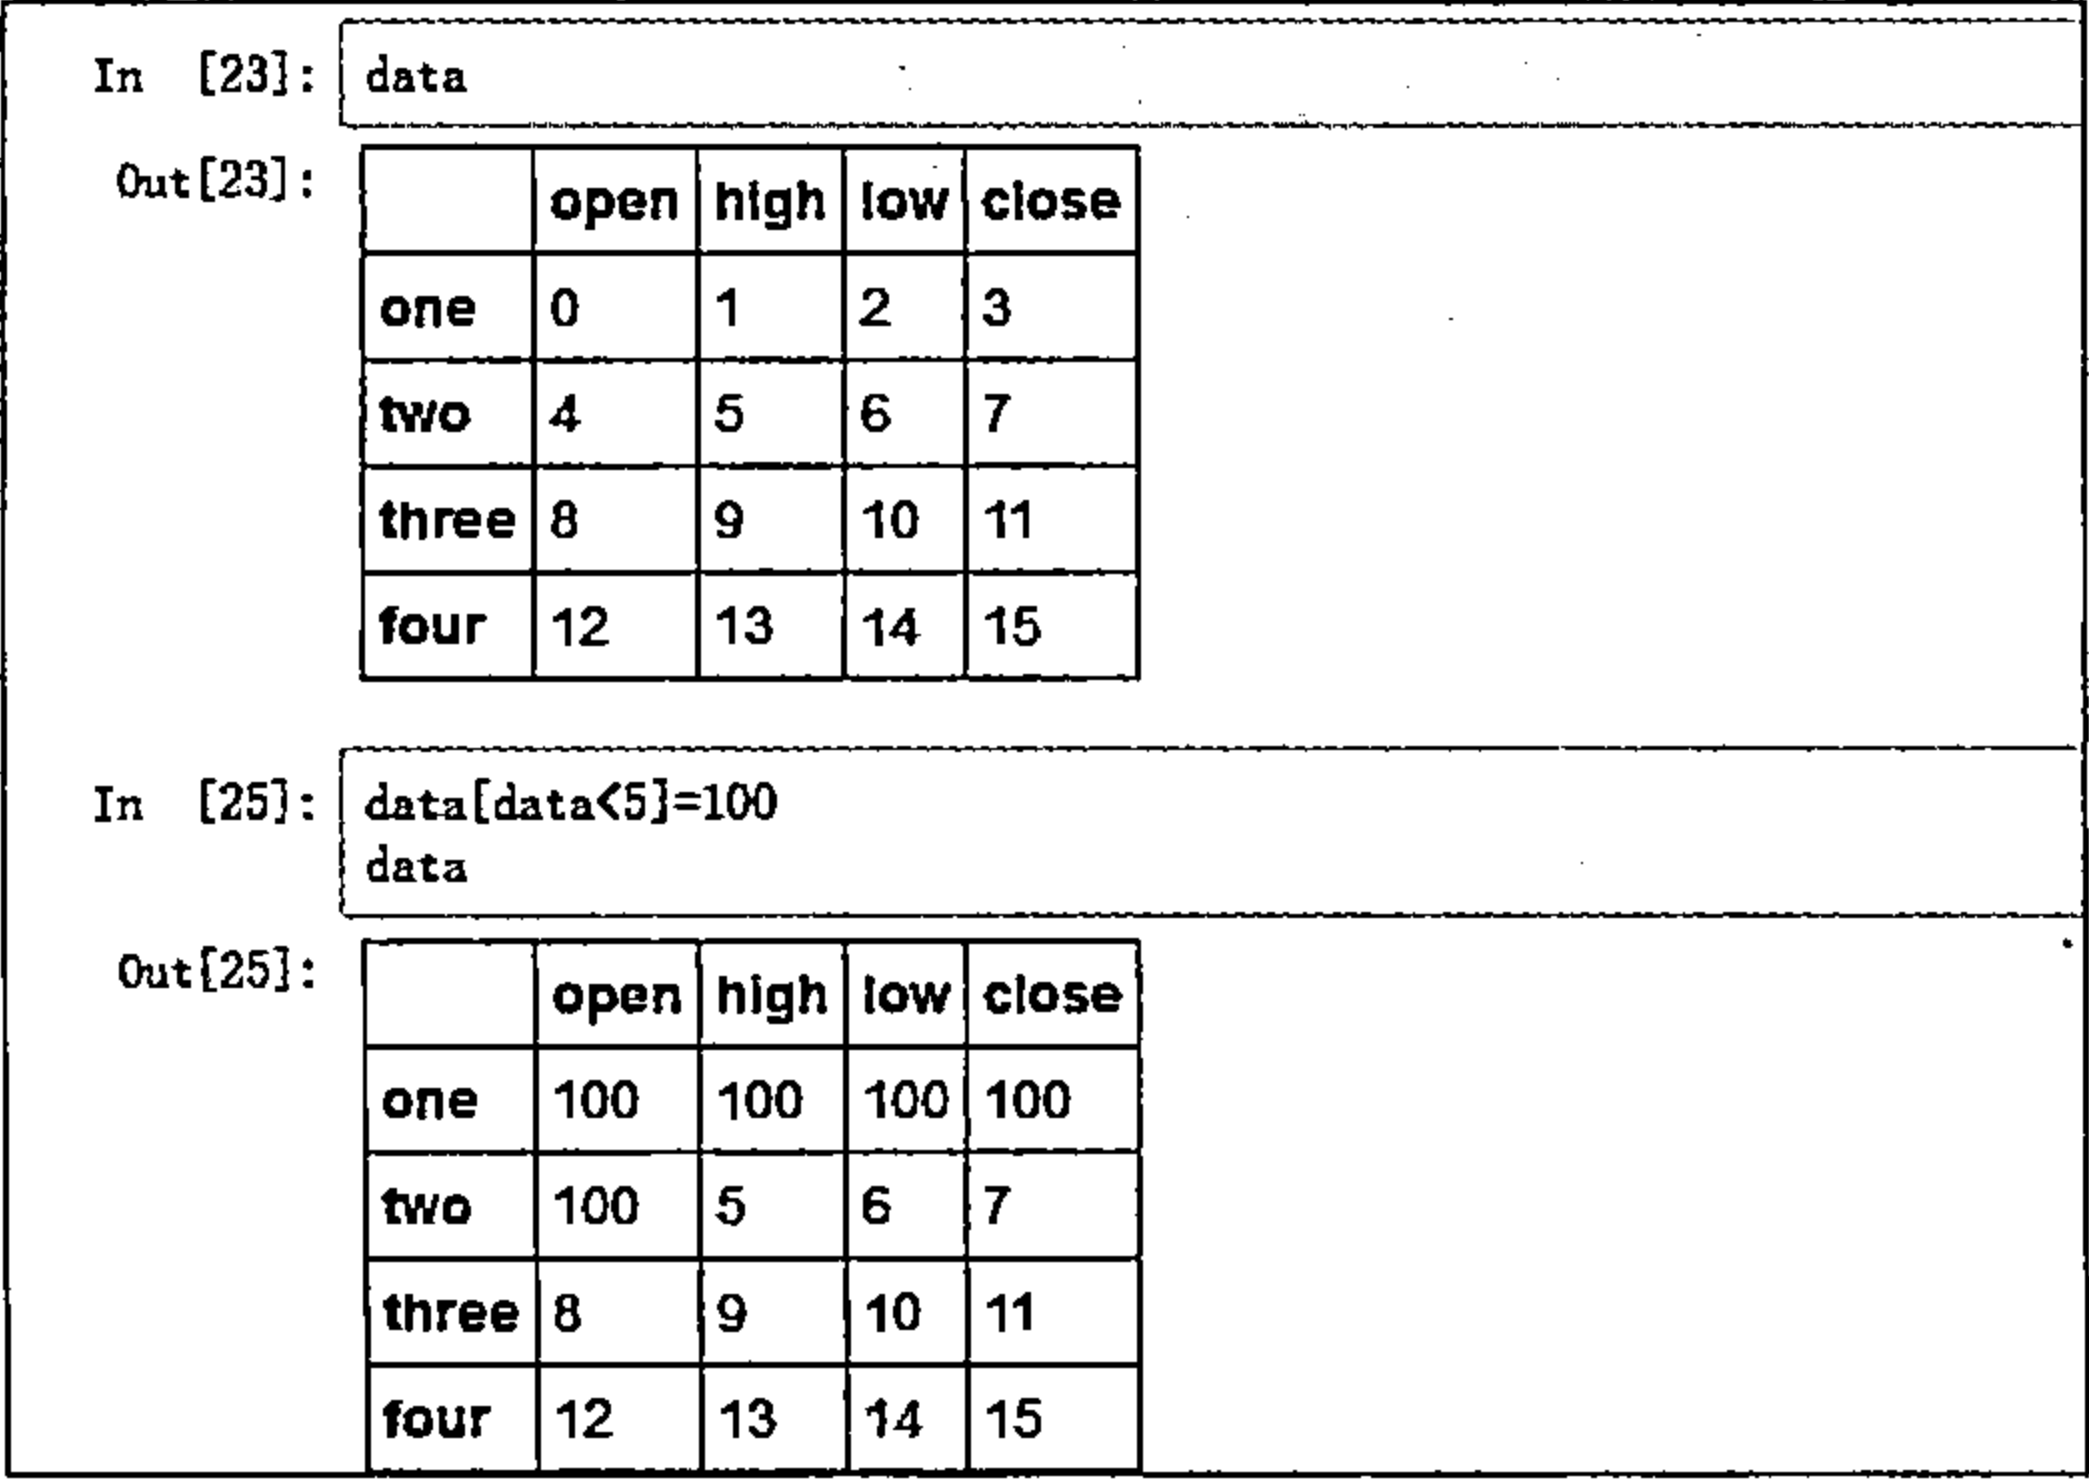 In [23]: data
Out[23]:
open high low close
one 0 1 2 3
two 4 5 6 7
three 8 9 10 11
four 12 13 14 15
In [25]: data[data<5]=100
data
Out[25]:
open high low close
one 100 100 100 100
two 100 5 6 7
three 8 9 10 11
four 12 13 14 15